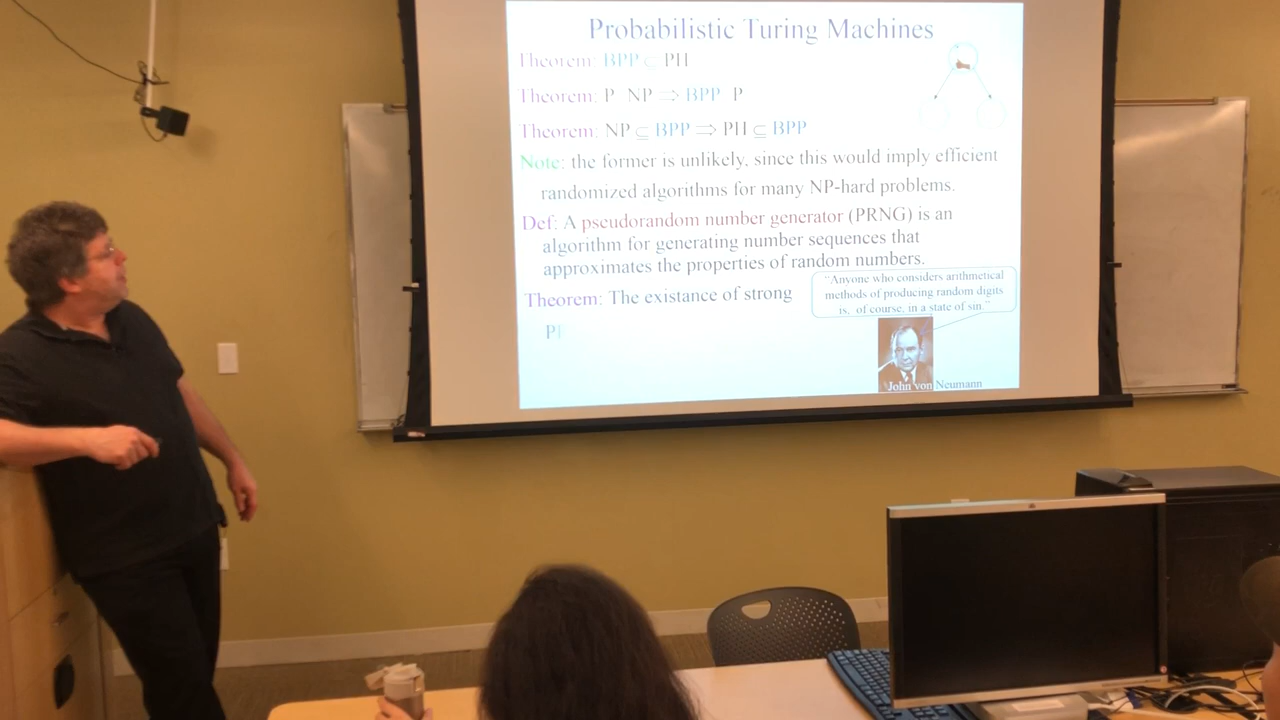 Probabilistic Turing Machines
Theorem: BPP ⊆ PH
Theorem: P NP ⇒ BPP P
Theorem: NP ⊆ BPP ⇒ PH ⊆ BPP
Note: the former is unlikely, since this would imply efficient
randomized algorithms for many NP-hard problems.
Def: A pseudorandom number generator (PRNG) is an
algorithm for generating number sequences that
approximates the properties of random numbers.
Theorem: The existance of strong
P
"Anyone who considers arithmetical
methods of producing random digits
is, of course, in a state of sin."
John von Neumann